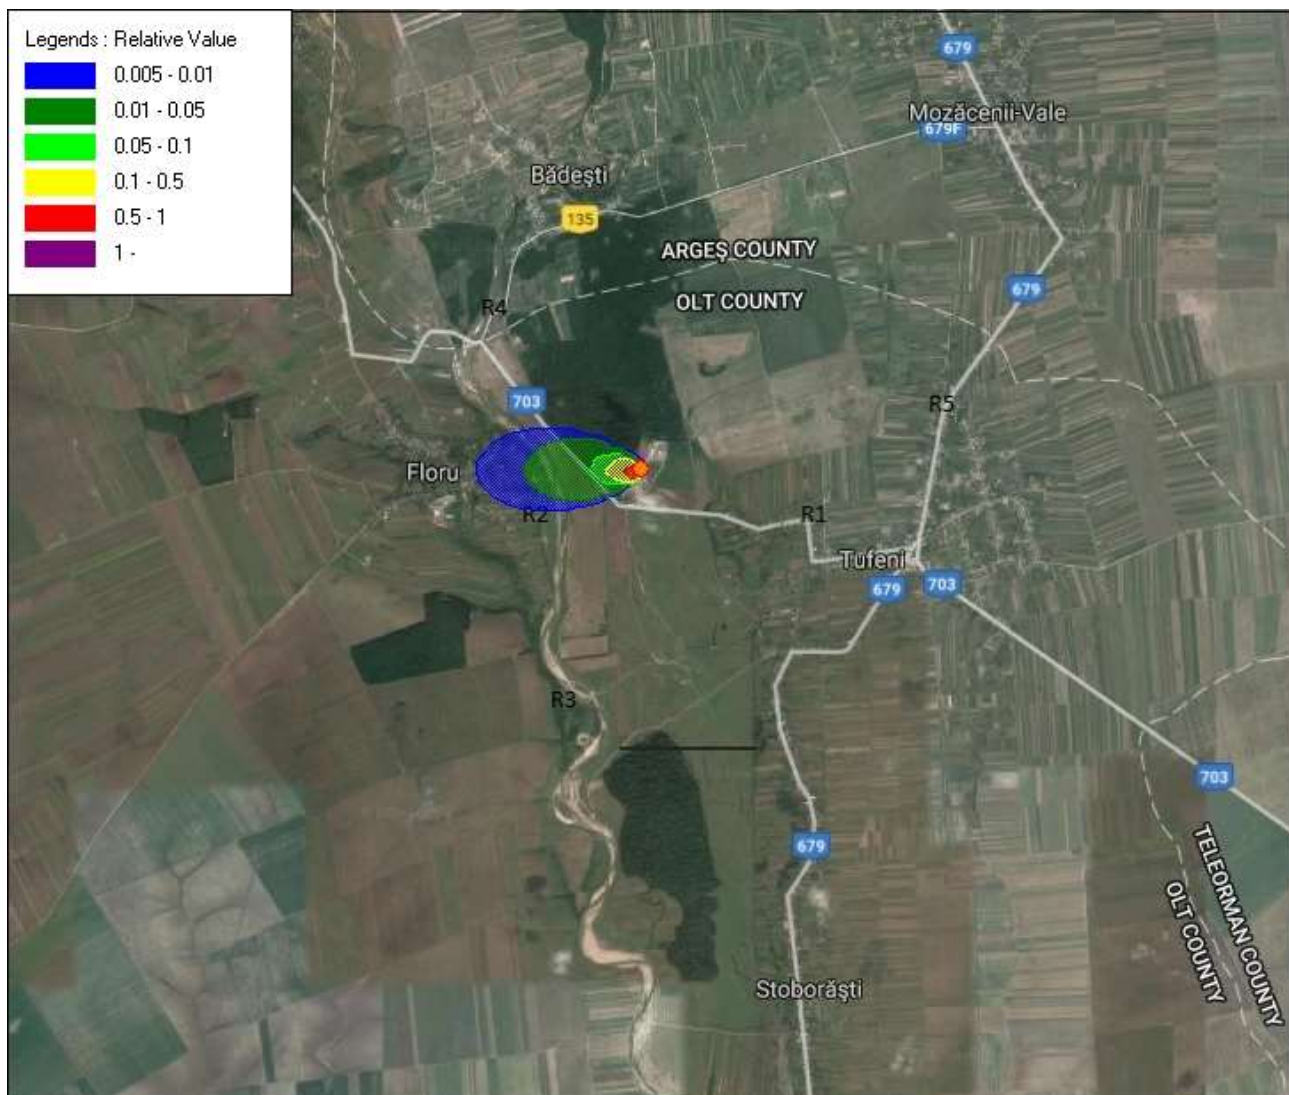 Legends : Relative Value
0.005 - 0.01
0.01 - 0.05
0.05 - 0.1
0.1 - 0.5
0.5 - 1
1 -
679
Mozăcenii-Vale
679F
Bădești
135
ARGEȘ COUNTY
OLT COUNTY
679
R4
703
R5
Floru
R2
R1
Tufeni
679
703
R3
703
679
TELEORMAN COUNTY
OLT COUNTY
Stoborăști